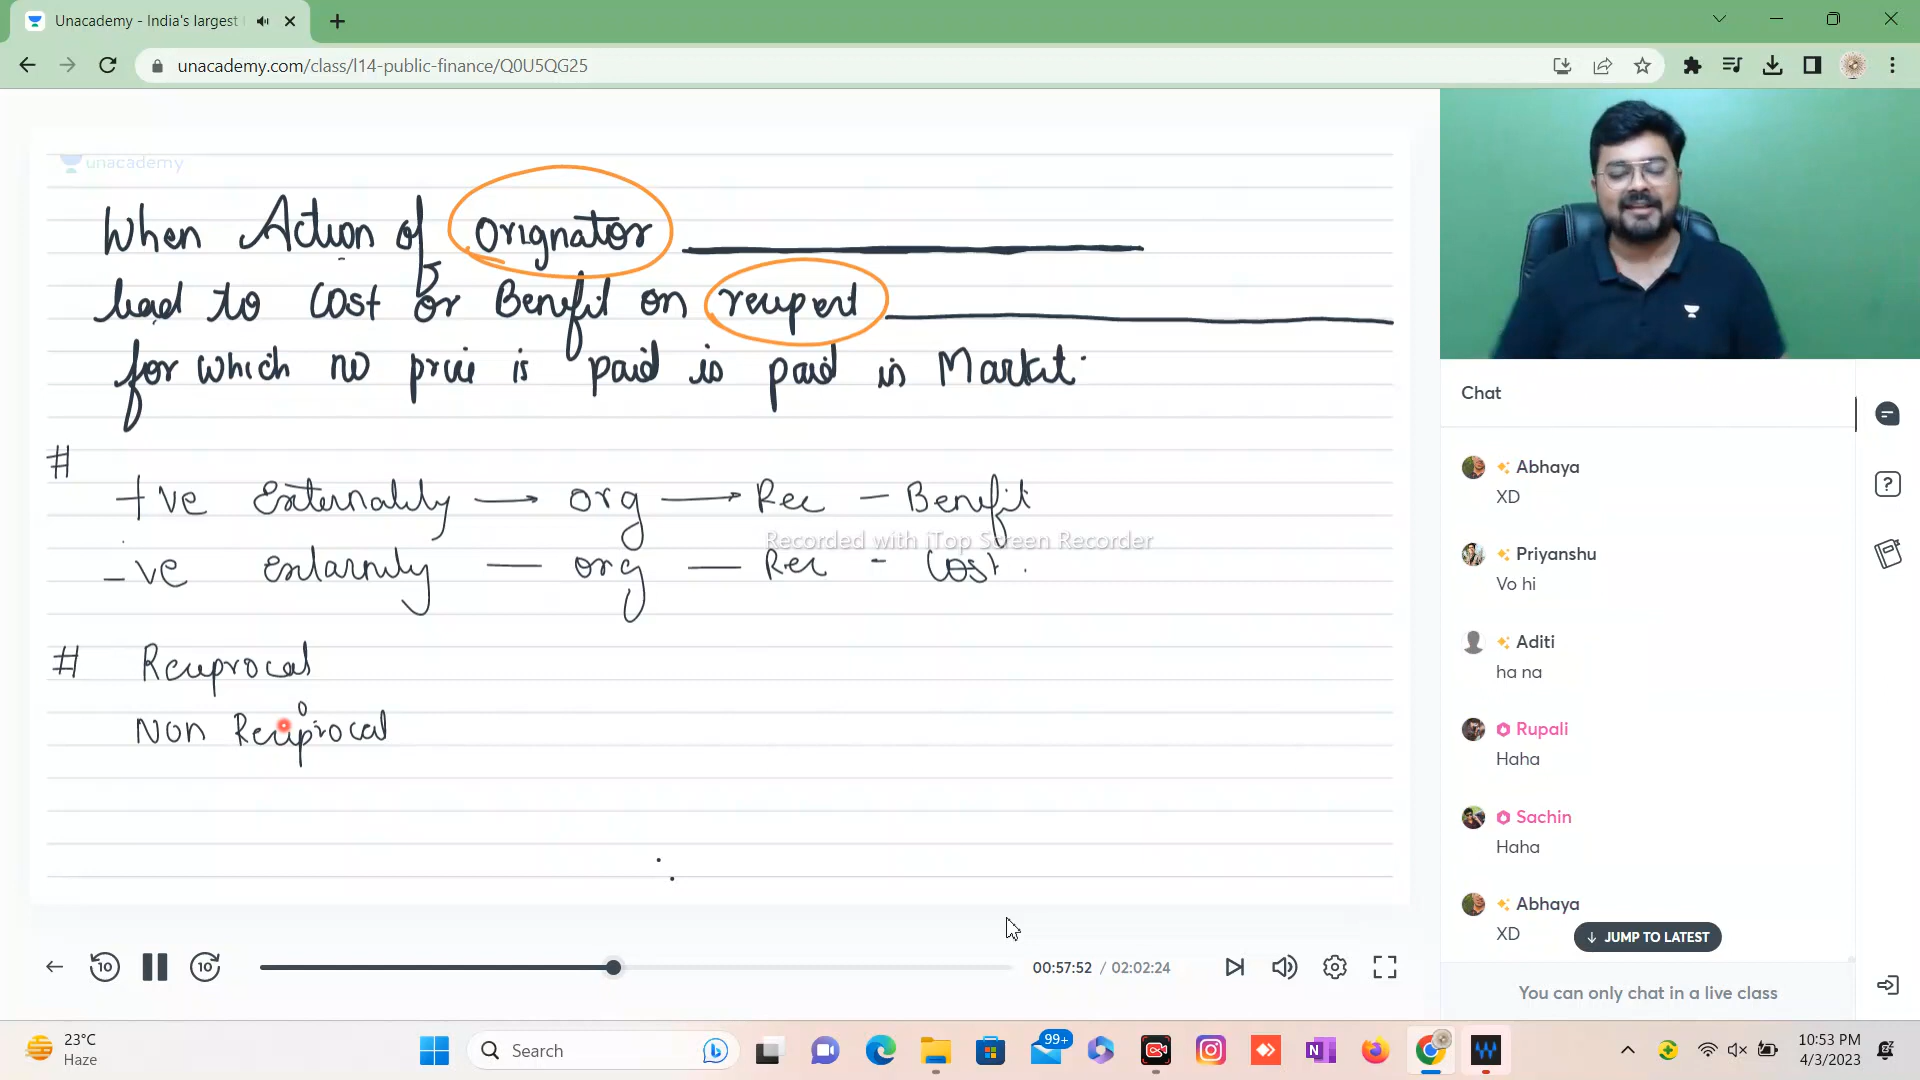 Unacademy - India's largest
unacademy.com/class/l14-public-finance/Q0U5QG25
unacademy
When Action of Orignator
lead to Cost or Benefit on
for which no price is paid is paid in Market.
#
+ve Externality → org → Rec - Benefit
Recorded with iTop Screen Recorder
-ve — org — Rec - Cost.
# Reciprocal
Non Reciprocal
10
10
00:57:52 / 02:02:24
Chat
Abhaya
XD
Priyanshu
Vo hi
Aditi
ha na
Rupali
Haha
Sachin
Haha
Abhaya
XD
JUMP TO LATEST
You can only chat in a live class
23°C
Haze
Search
99+
10:53 PM
4/3/2023